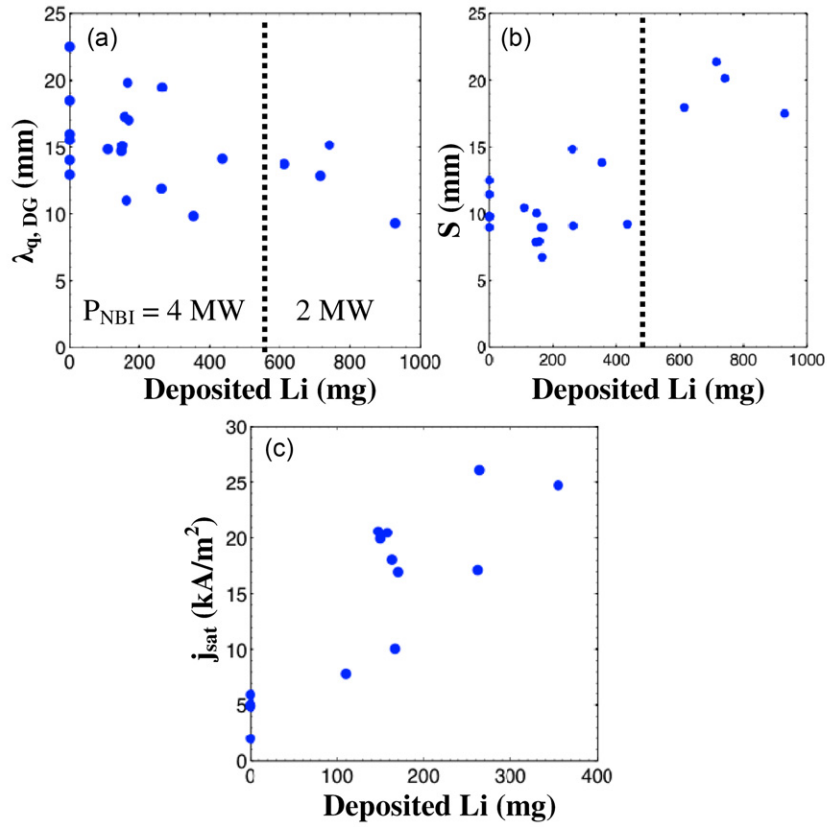 (a)
25
20
15
10
5
0
λq, DG (mm)
PNBI = 4 MW
2 MW
0 200 400 600 800 1000
Deposited Li (mg)
(b)
25
20
15
10
5
0
S (mm)
0 200 400 600 800 1000
Deposited Li (mg)
(c)
30
25
20
15
10
5
0
jsat (kA/m²)
0 100 200 300 400
Deposited Li (mg)